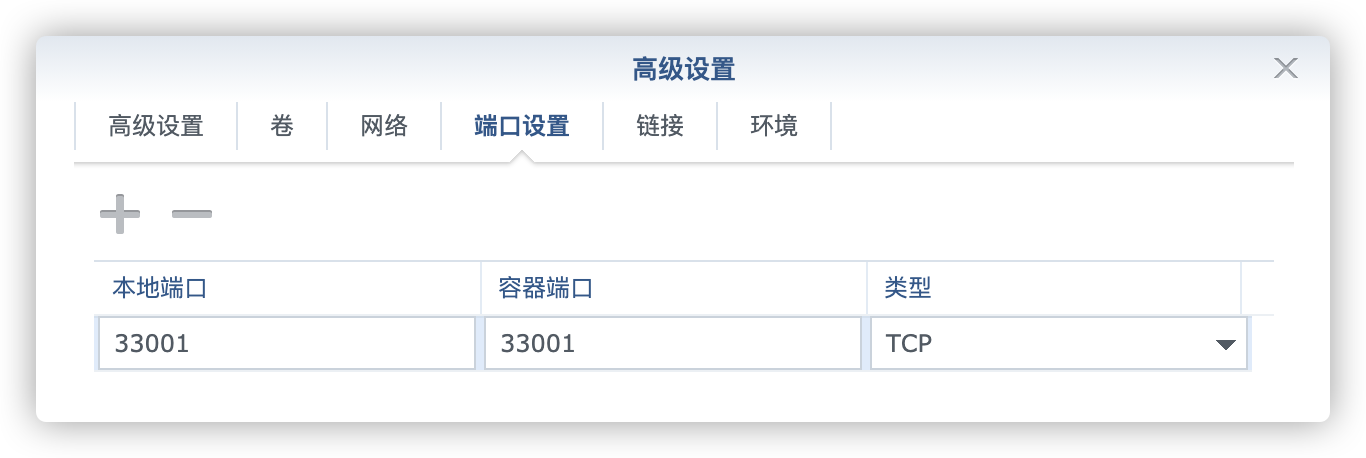 高级设置
高级设置 卷 网络 端口设置 链接 环境
本地端口 容器端口 类型
33001 33001 TCP